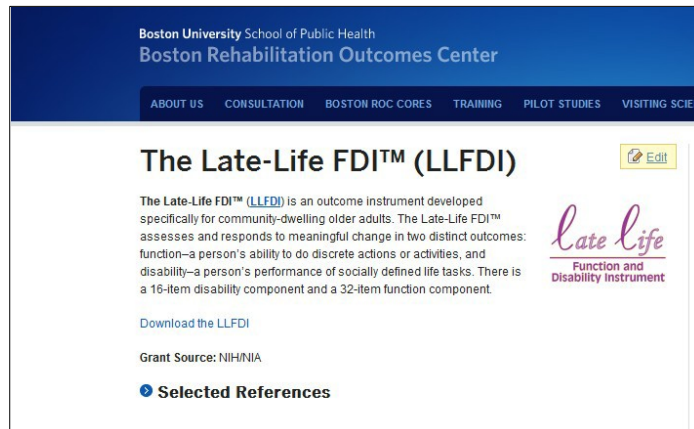 Boston University School of Public Health
Boston Rehabilitation Outcomes Center
ABOUT US CONSULTATION BOSTON ROC CORES TRAINING PILOT STUDIES VISITING SCIE
The Late-Life FDI™ (LLFDI)
Edit
The Late-Life FDI™ (LLFDI) is an outcome instrument developed
specifically for community-dwelling older adults. The Late-Life FDI™
assesses and responds to meaningful change in two distinct outcomes:
function–a person's ability to do discrete actions or activities, and
disability–a person's performance of socially defined life tasks. There is
a 16-item disability component and a 32-item function component.
Late Life
Function and
Disability Instrument
Download the LLFDI
Grant Source: NIH/NIA
Selected References